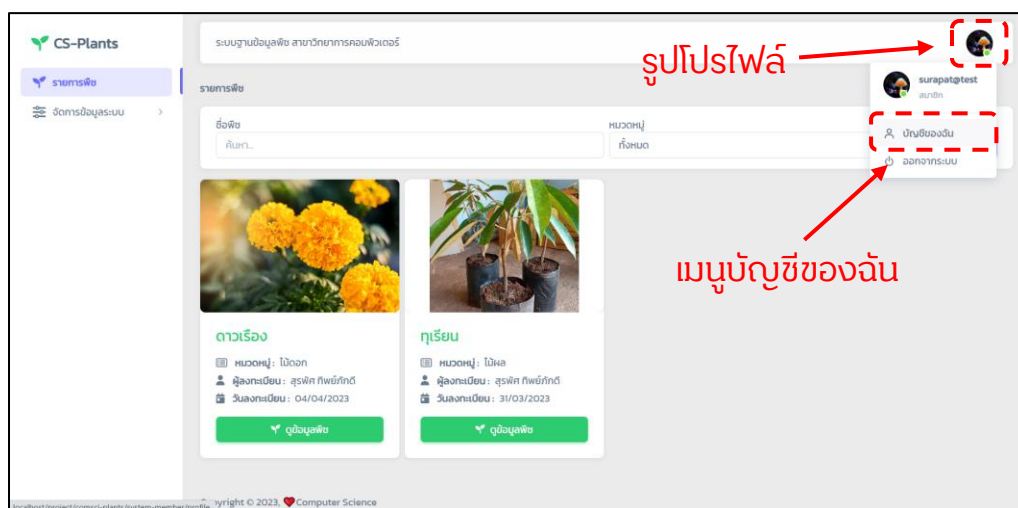 CS-Plants
ระบบฐานข้อมูลพืช สาขาวิทยาการคอมพิวเตอร์
รูปโปรไฟล์
รายการพืช
จัดการข้อมูลระบบ
รายการพืช
surapat@test
สมาชิก
ชื่อพืช
หมวดหมู่
ค้นหา..
ทั้งหมด
บัญชีของฉัน
ออกจากระบบ
เมนูบัญชีของฉัน
ดาวเรือง
หมวดหมู่ : ไม้ดอก
ผู้ลงทะเบียน : สุรพัศ ทิพย์ภักดี
วันลงทะเบียน : 04/04/2023
ดูข้อมูลพืช
ทุเรียน
หมวดหมู่ : ไม้ผล
ผู้ลงทะเบียน : สุรพัศ ทิพย์ภักดี
วันลงทะเบียน : 31/03/2023
ดูข้อมูลพืช
© 2023, Computer Science
localhost/project/comsci-plants/system-member/profile